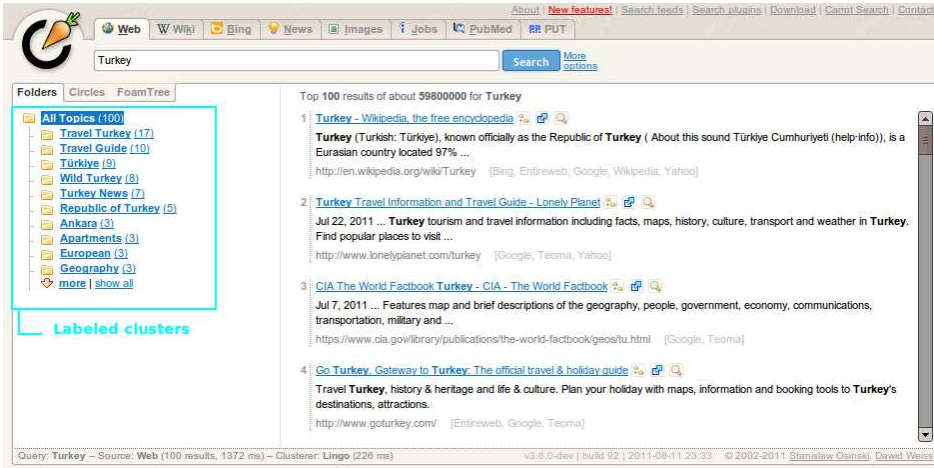 About | New features! | Search feeds | Search plugins | Download | Carrot Search | Contact
Web Wiki Bing News Images Jobs PubMed PUT
Turkey Search More options
Folders Circles FoamTree
All Topics (100)
Travel Turkey (17)
Travel Guide (10)
Türkiye (9)
Wild Turkey (8)
Turkey News (7)
Republic of Turkey (5)
Ankara (3)
Apartments (3)
European (3)
Geography (3)
more | show all
Labeled clusters
Top 100 results of about 59800000 for Turkey
1 Turkey - Wikipedia, the free encyclopedia
Turkey (Turkish: Türkiye), known officially as the Republic of Turkey ( About this sound Türkiye Cumhuriyeti (help·info)), is a
Eurasian country located 97% ...
http://en.wikipedia.org/wiki/Turkey [Bing, Entireweb, Google, Wikipedia, Yahoo]
2 Turkey Travel Information and Travel Guide - Lonely Planet
Jul 22, 2011 ... Turkey tourism and travel information including facts, maps, history, culture, transport and weather in Turkey.
Find popular places to visit ...
http://www.lonelyplanet.com/turkey [Google, Teoma, Yahoo]
3 CIA The World Factbook Turkey - CIA - The World Factbook
Jul 7, 2011 ... Features map and brief descriptions of the geography, people, government, economy, communications,
transportation, military and ...
https://www.cia.gov/library/publications/the-world-factbook/geos/tu.html [Google, Teoma]
4 Go Turkey, Gateway to Turkey: The official travel & holiday guide
Travel Turkey, history & heritage and life & culture. Plan your holiday with maps, information and booking tools to Turkey's
destinations, attractions.
http://www.goturkey.com/ [Entireweb, Google, Teoma]
Query: Turkey – Source: Web (100 results, 1372 ms) – Clusterer: Lingo (226 ms) v3.6.0-dev | build 92 | 2011-08-11 23:33 © 2002-2011 Stanislaw Osinski, Dawid Weiss